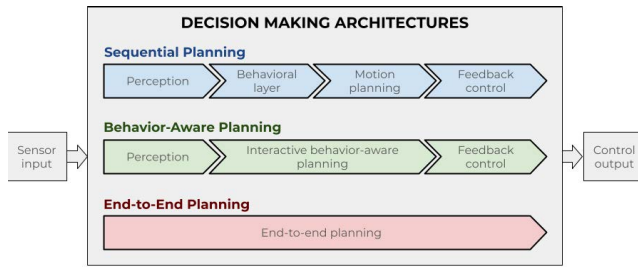 DECISION MAKING ARCHITECTURES
Sequential Planning
Perception
Behavioral
layer
Motion
planning
Feedback
control
Sensor
input
Behavior-Aware Planning
Perception
Interactive behavior-aware
planning
Feedback
control
Control
output
End-to-End Planning
End-to-end planning